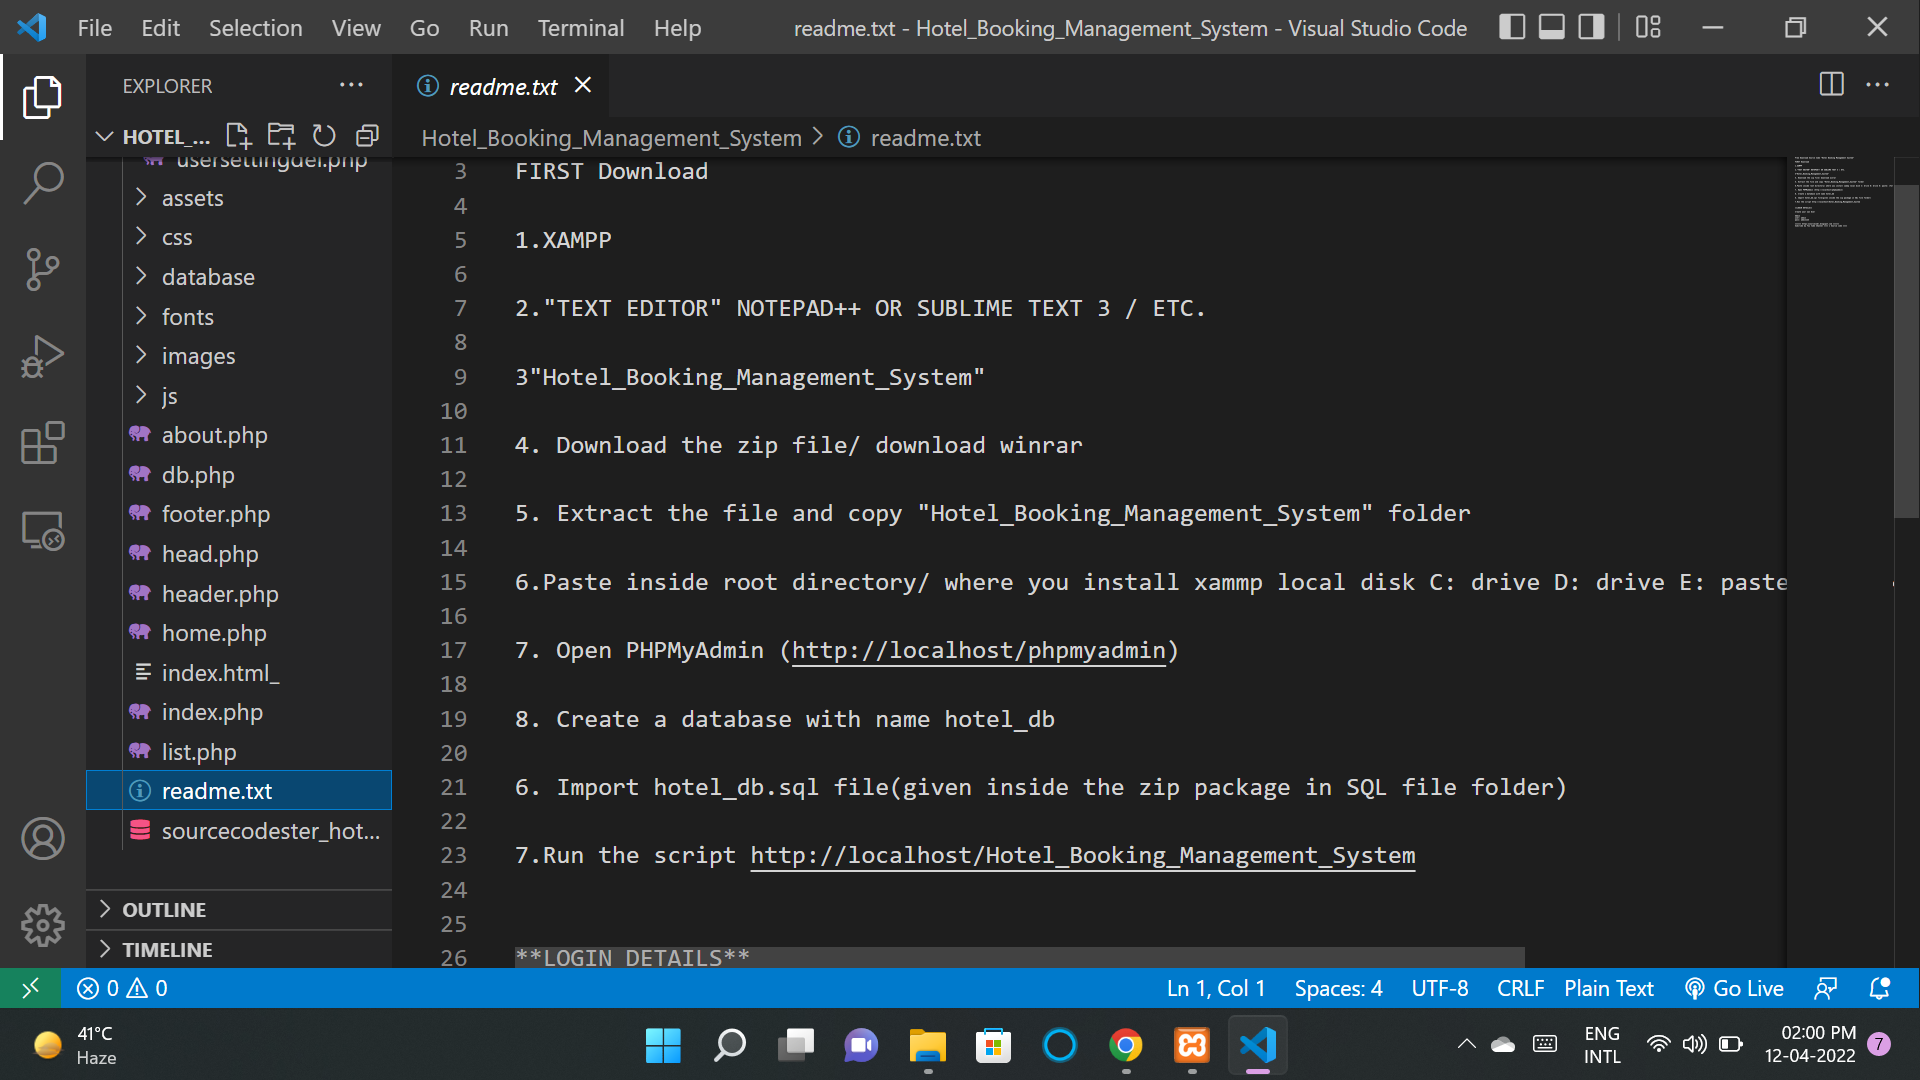 File Edit Selection View Go Run Terminal Help
readme.txt - Hotel_Booking_Management_System - Visual Studio Code
EXPLORER
HOTEL_...
usersettingdel.php
assets
css
database
fonts
images
js
about.php
db.php
footer.php
head.php
header.php
home.php
index.html_
index.php
list.php
readme.txt
sourcecodester_hot...
OUTLINE
TIMELINE
readme.txt
Hotel_Booking_Management_System > readme.txt
3 FIRST Download
4
5 1.XAMPP
6
7 2."TEXT EDITOR" NOTEPAD++ OR SUBLIME TEXT 3 / ETC.
8
9 3"Hotel_Booking_Management_System"
10
11 4. Download the zip file/ download winrar
12
13 5. Extract the file and copy "Hotel_Booking_Management_System" folder
14
15 6.Paste inside root directory/ where you install xammp local disk C: drive D: drive E: paste
16
17 7. Open PHPMyAdmin (http://localhost/phpmyadmin)
18
19 8. Create a database with name hotel_db
20
21 6. Import hotel_db.sql file(given inside the zip package in SQL file folder)
22
23 7.Run the script http://localhost/Hotel_Booking_Management_System
24
25
26 **LOGIN DETAILS**
0 0
Ln 1, Col 1 Spaces: 4 UTF-8 CRLF Plain Text Go Live
41°C
Haze
ENG
INTL
02:00 PM
12-04-2022
7